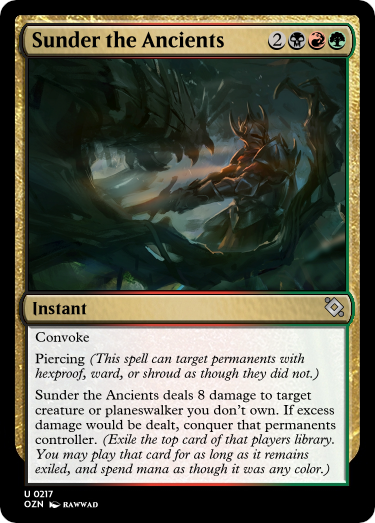 Sunder the Ancients 2
Instant
Convoke
Piercing (This spell can target permanents with
hexproof, ward, or shroud as though they did not.)
Sunder the Ancients deals 8 damage to target
creature or planeswalker you don't own. If excess
damage would be dealt, conquer that permanents
controller. (Exile the top card of that players library.
You may play that card for as long as it remains
exiled, and spend mana as though it was any color.)
U 0217
OZN RAWWAD